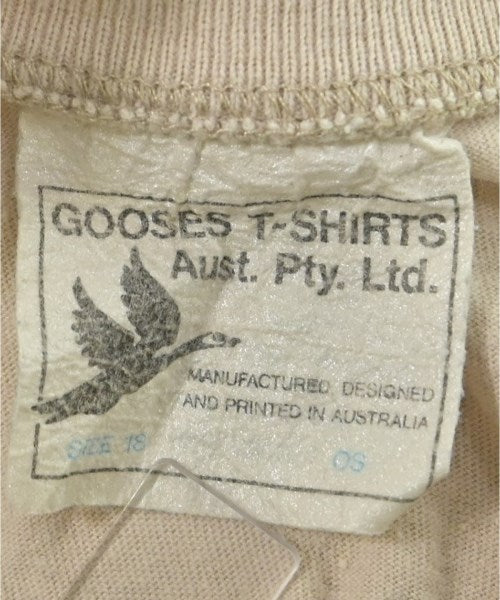 GOOSES T-SHIRTS
Aust. Pty. Ltd.
MANUFACTURED DESIGNED
AND PRINTED IN AUSTRALIA
SIZE 18 OS